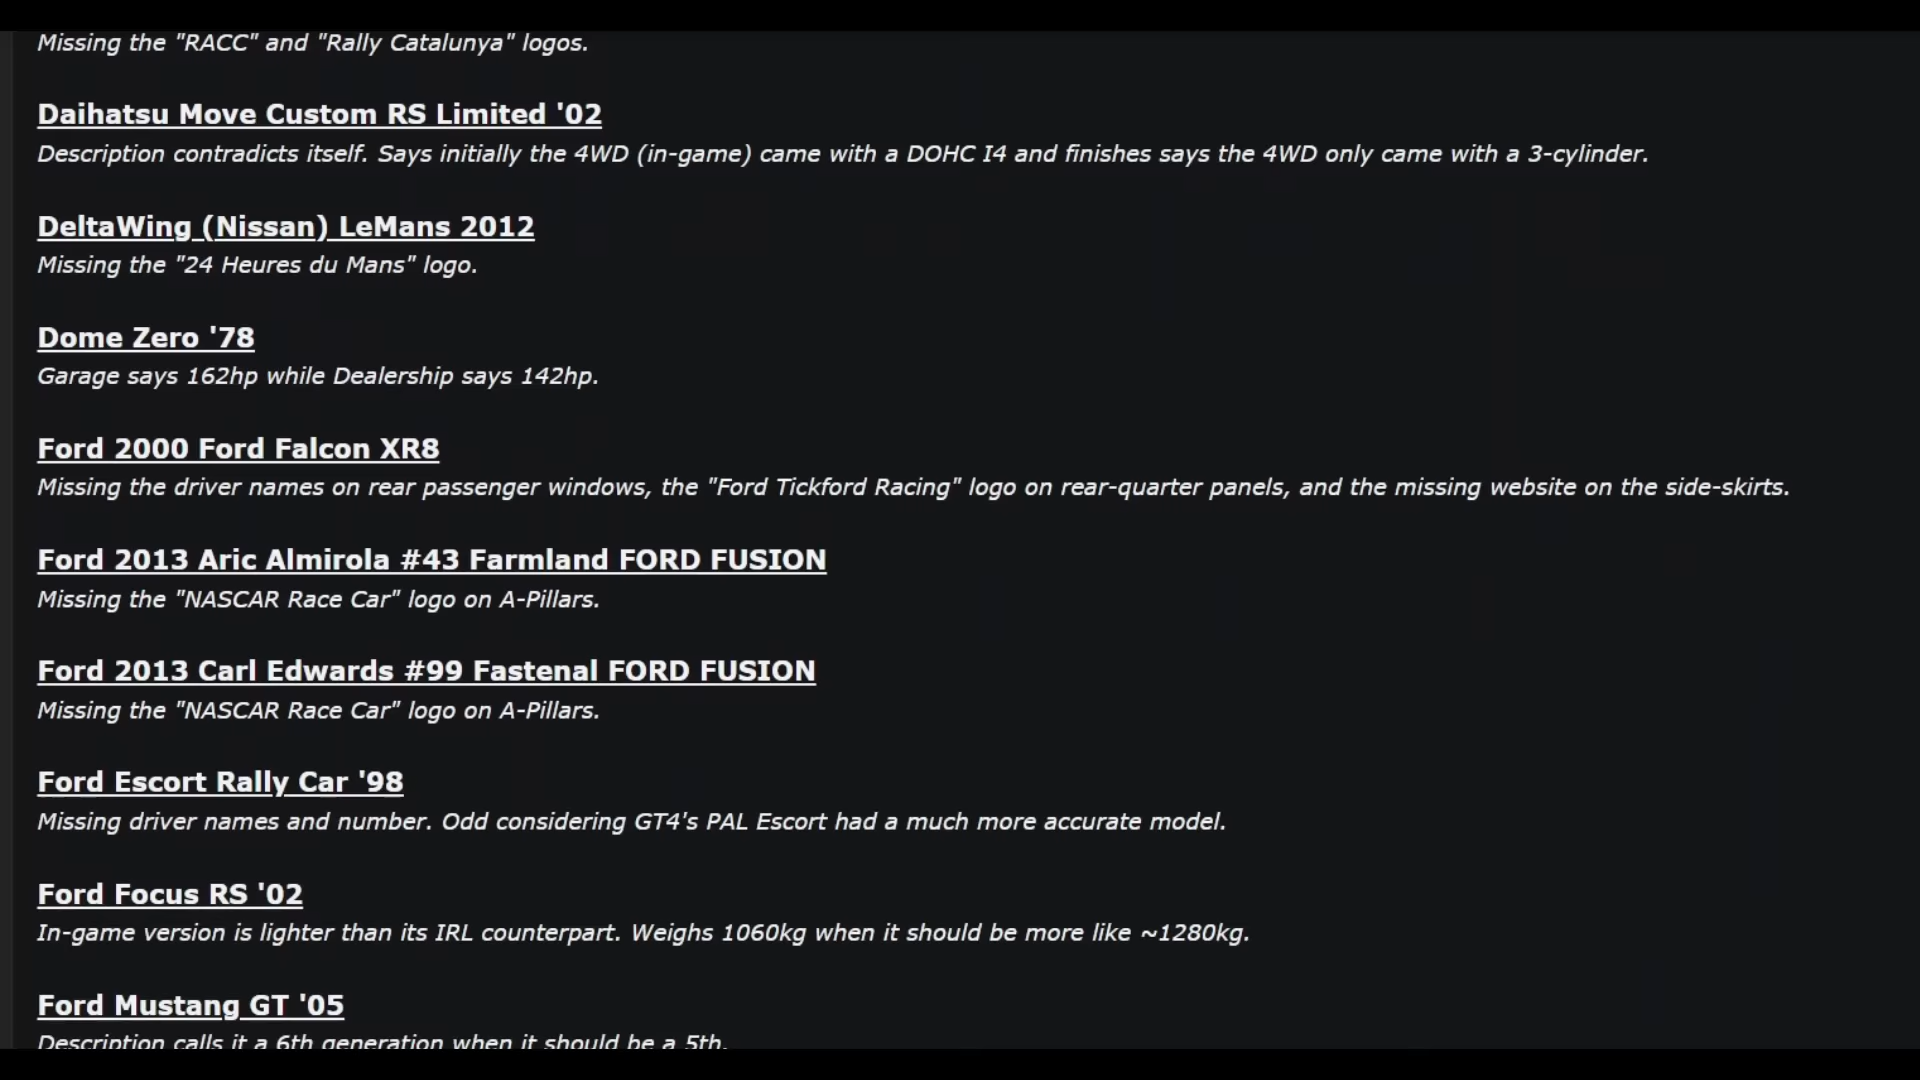 Missing the "RACC" and "Rally Catalunya" logos.
Daihatsu Move Custom RS Limited '02
Description contradicts itself. Says initially the 4WD (in-game) came with a DOHC I4 and finishes says the 4WD only came with a 3-cylinder.
DeltaWing (Nissan) LeMans 2012
Missing the "24 Heures du Mans" logo.
Dome Zero '78
Garage says 162hp while Dealership says 142hp.
Ford 2000 Ford Falcon XR8
Missing the driver names on rear passenger windows, the "Ford Tickford Racing" logo on rear-quarter panels, and the missing website on the side-skirts.
Ford 2013 Aric Almirola #43 Farmland FORD FUSION
Missing the "NASCAR Race Car" logo on A-Pillars.
Ford 2013 Carl Edwards #99 Fastenal FORD FUSION
Missing the "NASCAR Race Car" logo on A-Pillars.
Ford Escort Rally Car '98
Missing driver names and number. Odd considering GT4's PAL Escort had a much more accurate model.
Ford Focus RS '02
In-game version is lighter than its IRL counterpart. Weighs 1060kg when it should be more like ~1280kg.
Ford Mustang GT '05
Description calls it a 6th generation when it should be a 5th.